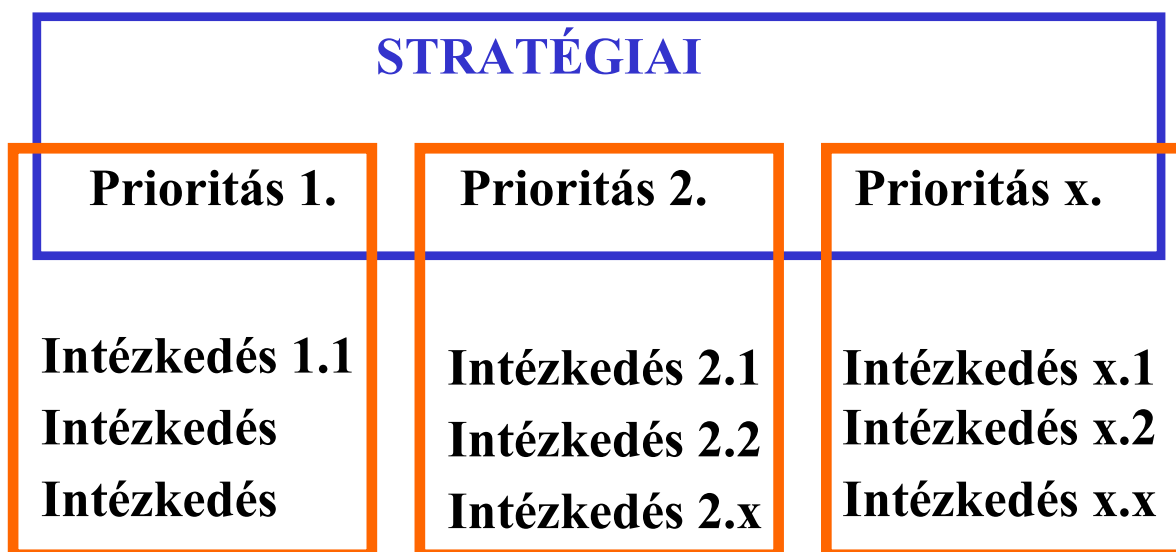 STRATÉGIAI
Prioritás 1.
Intézkedés 1.1
Intézkedés
Intézkedés
Prioritás 2.
Intézkedés 2.1
Intézkedés 2.2
Intézkedés 2.x
Prioritás x.
Intézkedés x.1
Intézkedés x.2
Intézkedés x.x